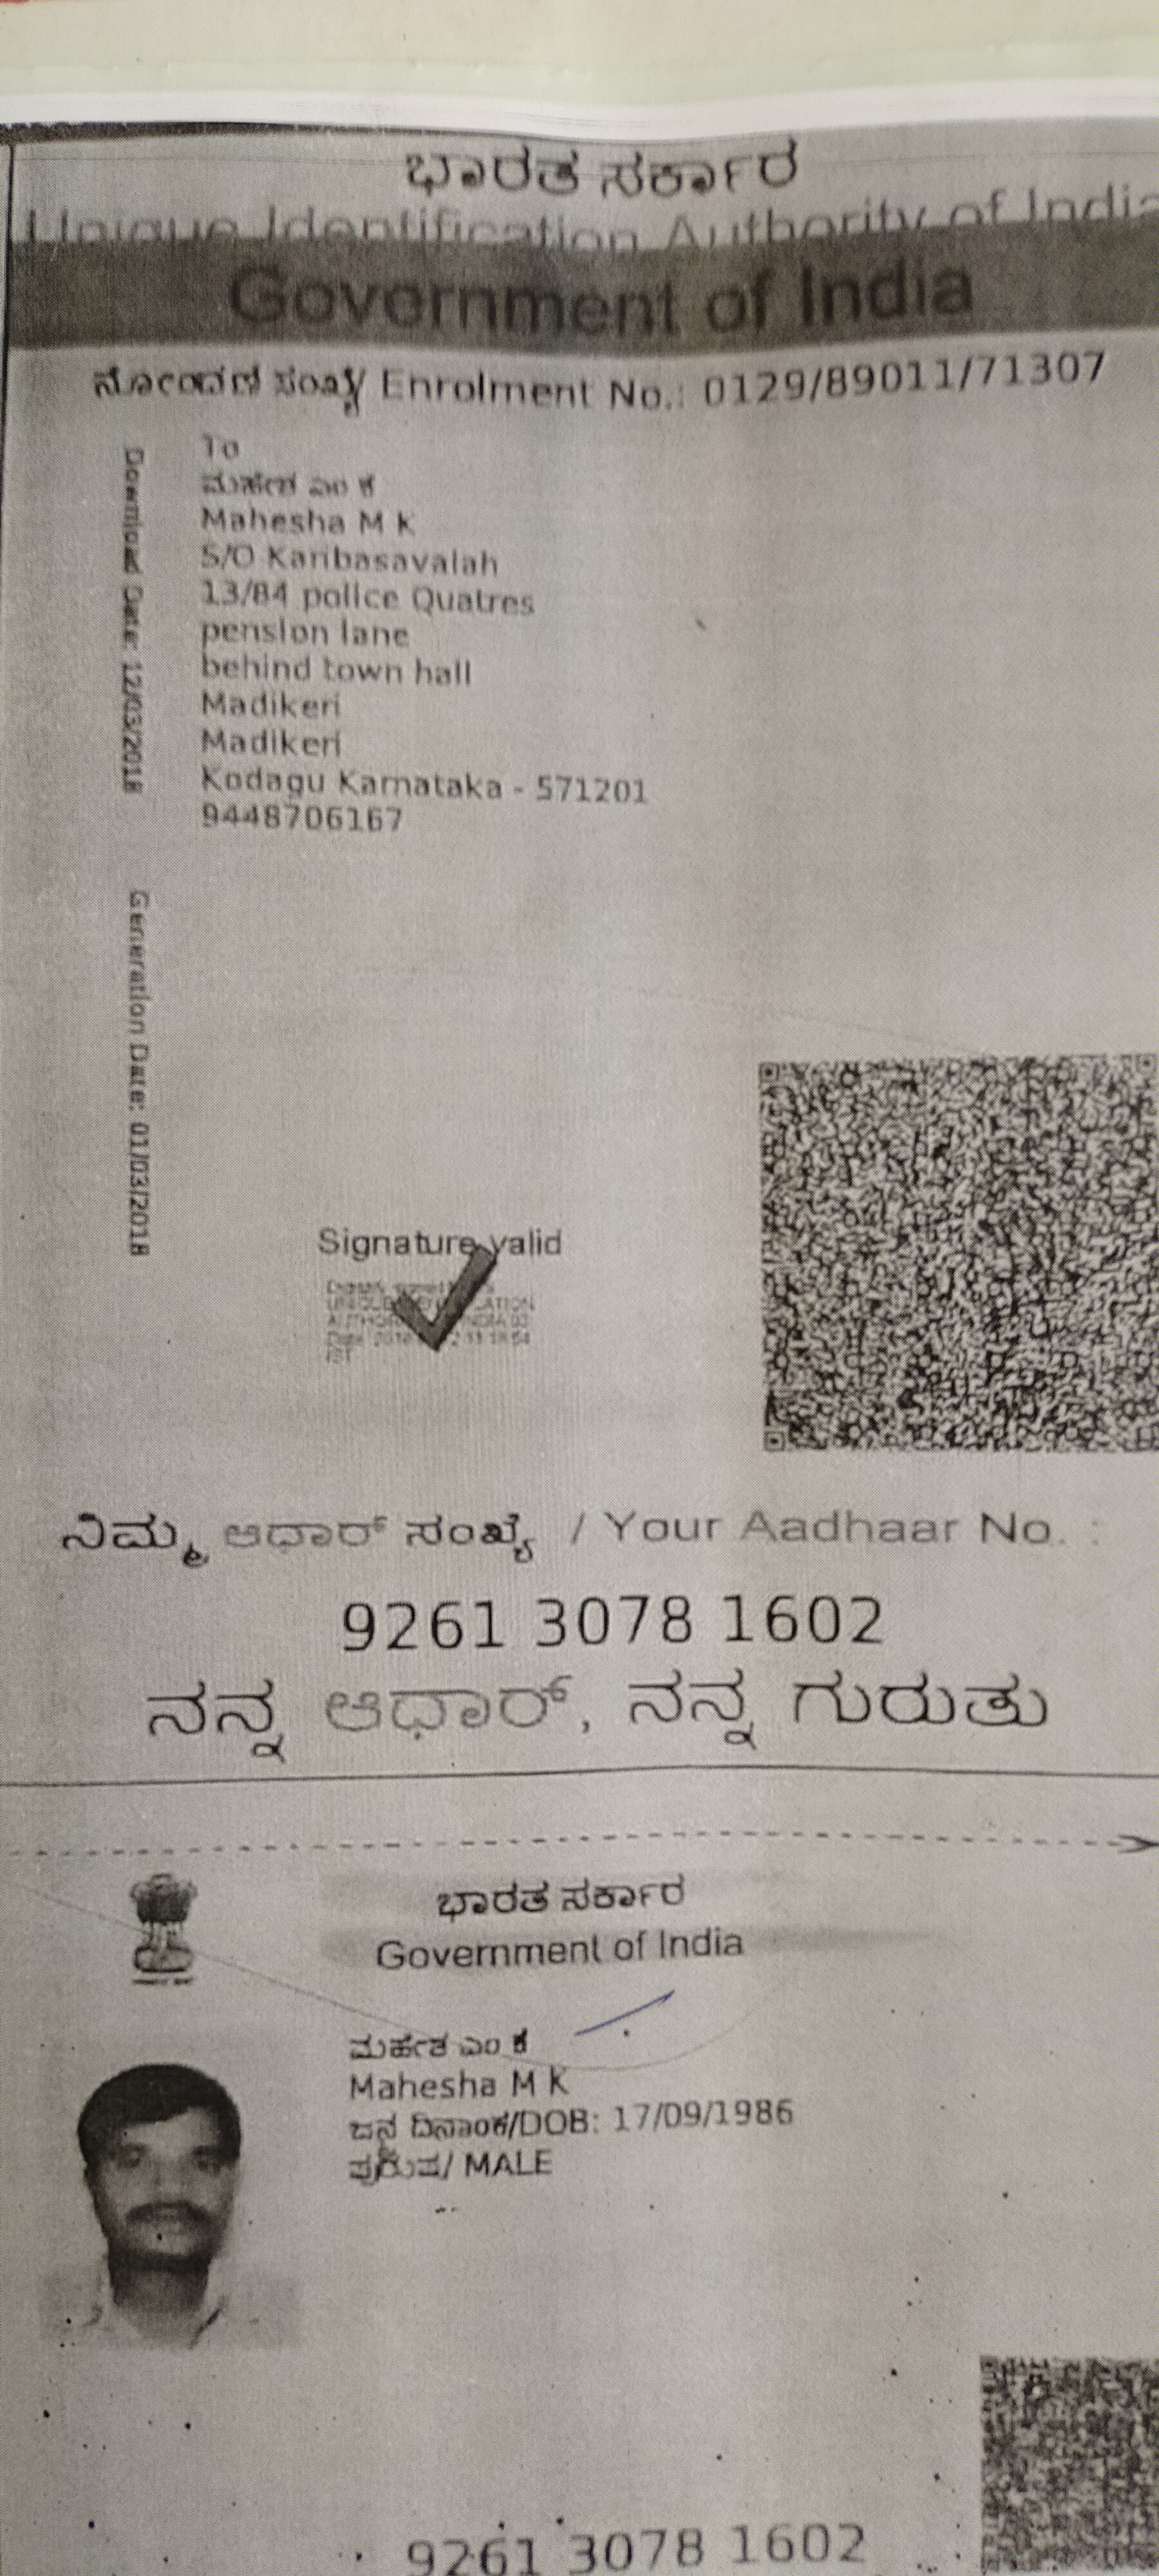 ಭಾರತ ಸರ್ಕಾರ
Unique Identification Authority of India
Government of India
ನೋಂದಣಿ ಸಂಖ್ಯೆ/ Enrolment No.: 0129/89011/71307
Download Date: 12/03/2018
To
ಮಹೇಶ ಎಂ ಕೆ
Mahesha M K
S/O Karibasavaiah
13/84 police Quatres
pension lane
behind town hall
Madikeri
Madikeri
Kodagu Karnataka - 571201
9448706167
Generation Date: 01/03/2018
Signature valid
ನಿಮ್ಮ ಆಧಾರ್ ಸಂಖ್ಯೆ / Your Aadhaar No. :
9261 3078 1602
ನನ್ನ ಆಧಾರ್, ನನ್ನ ಗುರುತು
ಭಾರತ ಸರ್ಕಾರ
Government of India
ಮಹೇಶ ಎಂ ಕೆ
Mahesha M K
ಜನ್ಮ ದಿನಾಂಕ/DOB: 17/09/1986
ಪುರುಷ/ MALE
9261 3078 1602